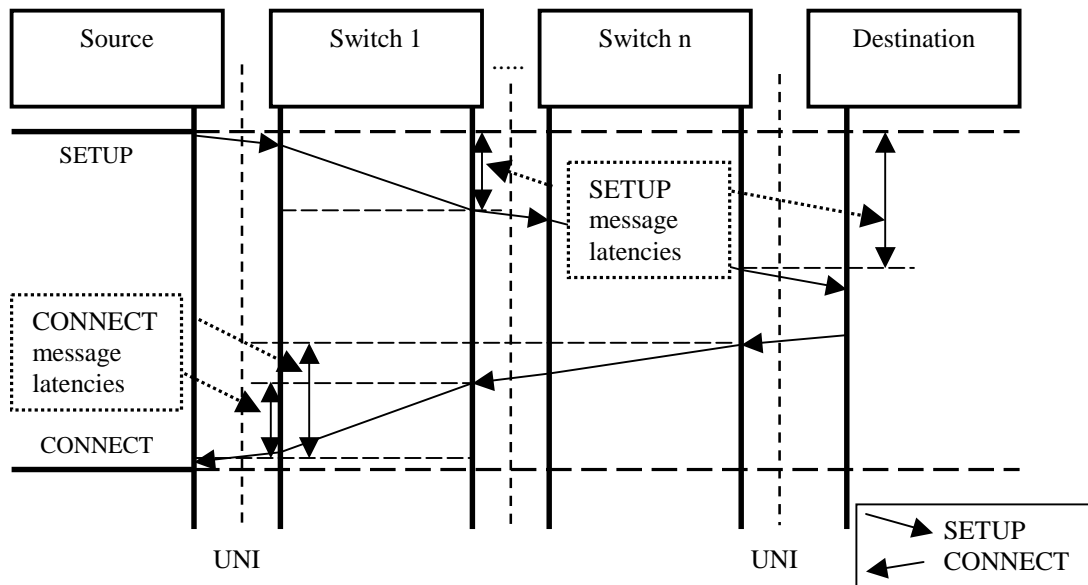 Source
Switch 1
.....
Switch n
Destination
SETUP
SETUP
message
latencies
CONNECT
message
latencies
CONNECT
UNI
UNI
SETUP
CONNECT